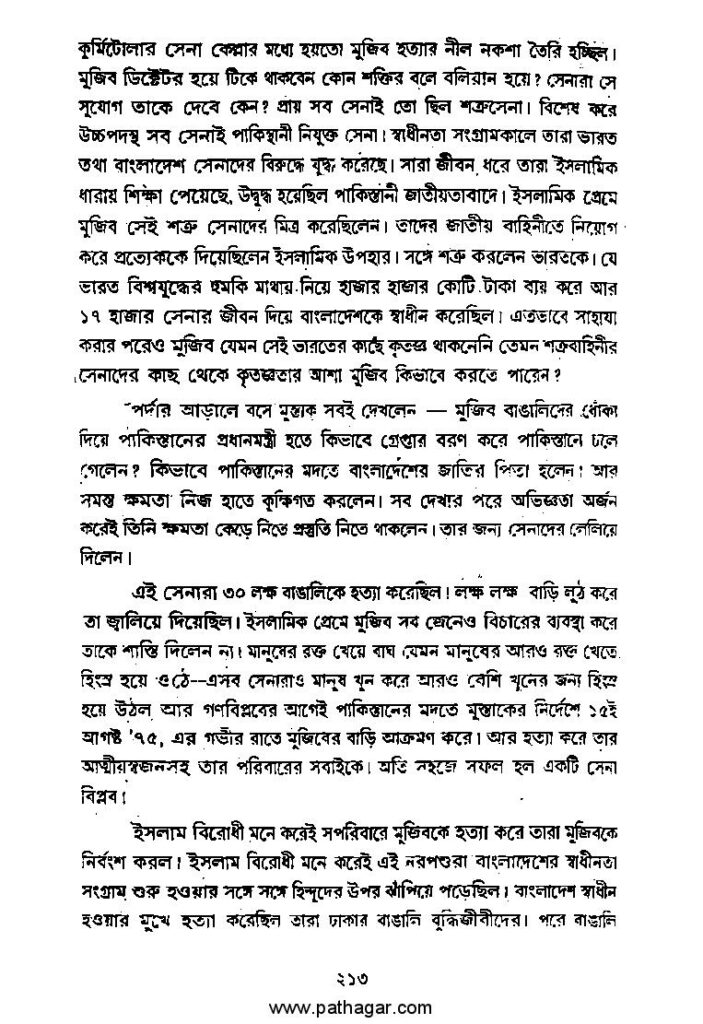 কুর্মিটোলার সেনা কেল্লার মধ্যে হয়তো মুজিব হত্যার নীল নকশা তৈরি হচ্ছিল।
মুজিব ডিক্টেটর হয়ে টিকে থাকবেন কোন শক্তির বলে বলিয়ান হয়ে? সেনারা সে
সুযোগ তাকে দেবে কেন? প্রায় সব সেনাই তো ছিল শত্রুসেনা। বিশেষ করে
উচ্চপদস্থ সব সেনাই পাকিস্থানী নিযুক্ত সেনা। স্বাধীনতা সংগ্রামকালে তারা ভারত
তথা বাংলাদেশ সেনাদের বিরুদ্ধে যুদ্ধ করেছে। সারা জীবন ধরে তারা ইসলামিক
ধারায় শিক্ষা পেয়েছে, উদ্বুদ্ধ হয়েছিল পাকিস্তানী জাতীয়তাবাদে। ইসলামিক প্রেমে
মুজিব সেই শত্রু সেনাদের মিত্র করেছিলেন। তাদের জাতীয় বাহিনীতে নিয়োগ
করে প্রত্যেককে দিয়েছিলেন ইসলামিক উপহার। সঙ্গে শত্রু করলেন ভারতকে। যে
ভারত বিশ্বযুদ্ধের হুমকি মাথায় নিয়ে হাজার হাজার কোটি টাকা ব্যয় করে আর
১৭ হাজার সেনার জীবন দিয়ে বাংলাদেশকে স্বাধীন করেছিল। এতভাবে সাহায্য
করার পরেও মুজিব যেমন সেই ভারতের কাছে কৃতজ্ঞ থাকনেনি তেমন শত্রুবাহিনীর
সেনাদের কাছ থেকে কৃতজ্ঞতার আশা মুজিব কিভাবে করতে পারেন?
পর্দার আড়ালে বসে মুস্তাক সবই দেখলেন — মুজিব বাঙালিদের ধোঁকা
দিয়ে পাকিস্তানের প্রধানমন্ত্রী হতে কিভাবে গ্রেপ্তার বরণ করে পাকিস্তানে চলে
গেলেন? কিভাবে পাকিস্তানের মদতে বাংলাদেশের জাতির পিতা হলেন! আর
সমস্ত ক্ষমতা নিজ হাতে কুক্ষিগত করলেন। সব দেখার পরে অভিজ্ঞতা অর্জন
করেই তিনি ক্ষমতা কেড়ে নিতে প্রস্তুতি নিতে থাকলেন। তার জন্য সেনাদের লেলিয়ে
দিলেন।
এই সেনারা ৩০ লক্ষ বাঙালিকে হত্যা করেছিল। লক্ষ লক্ষ বাড়ি লুঠ করে
তা জ্বালিয়ে দিয়েছিল। ইসলামিক প্রেমে মুজিব সব জেনেও বিচারের ব্যবস্থা করে
তাকে শাস্তি দিলেন না। মানুষের রক্ত খেয়ে বাঘ যেমন মানুষের আরও রক্ত খেতে
হিংস্র হয়ে ওঠে--এসব সেনারাও মানুষ খুন করে আরও বেশি খুনের জন্য হিংস্র
হয়ে উঠল আর গণবিপ্লবের আগেই পাকিস্তানের মদতে মুস্তাকের নির্দেশে ১৫ই
আগষ্ট '৭৫, এর গভীর রাতে মুজিবের বাড়ি আক্রমণ করে। আর হত্যা করে তার
আত্মীয়স্বজনসহ তার পরিবারের সবাইকে। অতি সহজে সফল হল একটি সেনা
বিপ্লব।
ইসলাম বিরোধী মনে করেই সপরিবারে মুজিবকে হত্যা করে তারা মুজিবকে
নির্বংশ করল। ইসলাম বিরোধী মনে করেই এই নরপশুরা বাংলাদেশের স্বাধীনতা
সংগ্রাম শুরু হওয়ার সঙ্গে সঙ্গে হিন্দুদের উপর ঝাঁপিয়ে পড়েছিল। বাংলাদেশ স্বাধীন
হওয়ার মুখে হত্যা করেছিল তারা ঢাকার বাঙালি বুদ্ধিজীবীদের। পরে বাঙালি
২১৩
www.pathagar.com